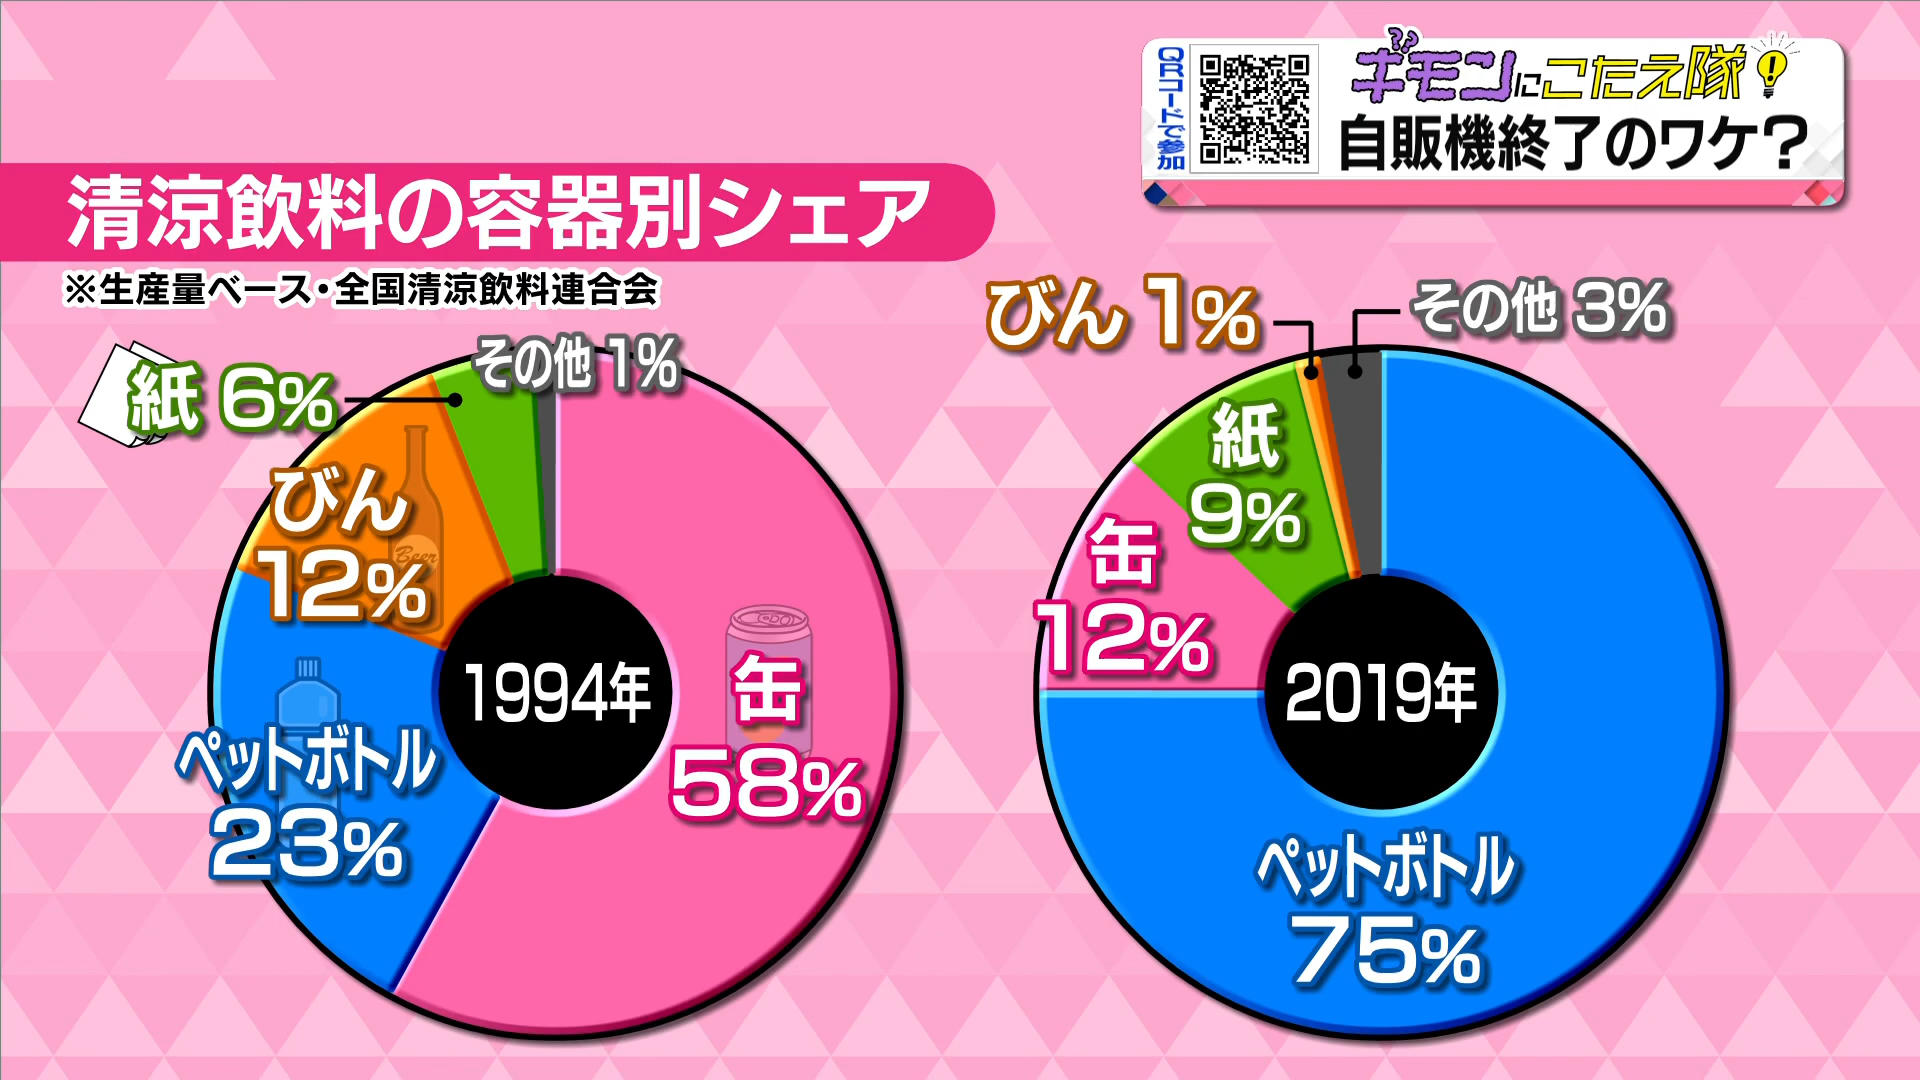 QRコードで参加
??
ギモンにこたえ隊!
自販機終了のワケ?
清涼飲料の容器別シェア
※生産量ベース・全国清涼飲料連合会
紙 6%
その他 1%
びん
12%
Beer
ペットボトル
23%
缶
58%
1994年
びん 1%
その他 3%
紙
9%
缶
12%
2019年
ペットボトル
75%